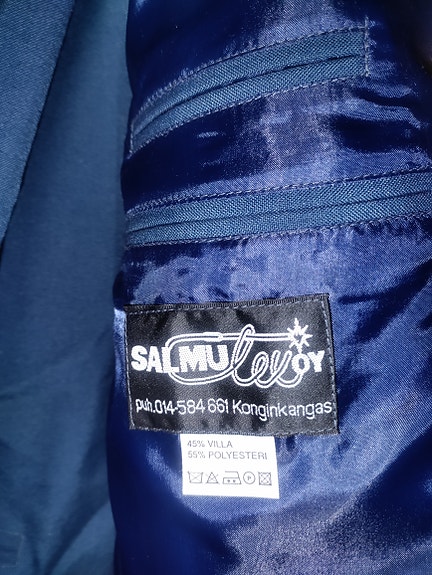 SALMUtex OY
puh.014-584 661 Konginkangas
45% VILLA
55% POLYESTERI